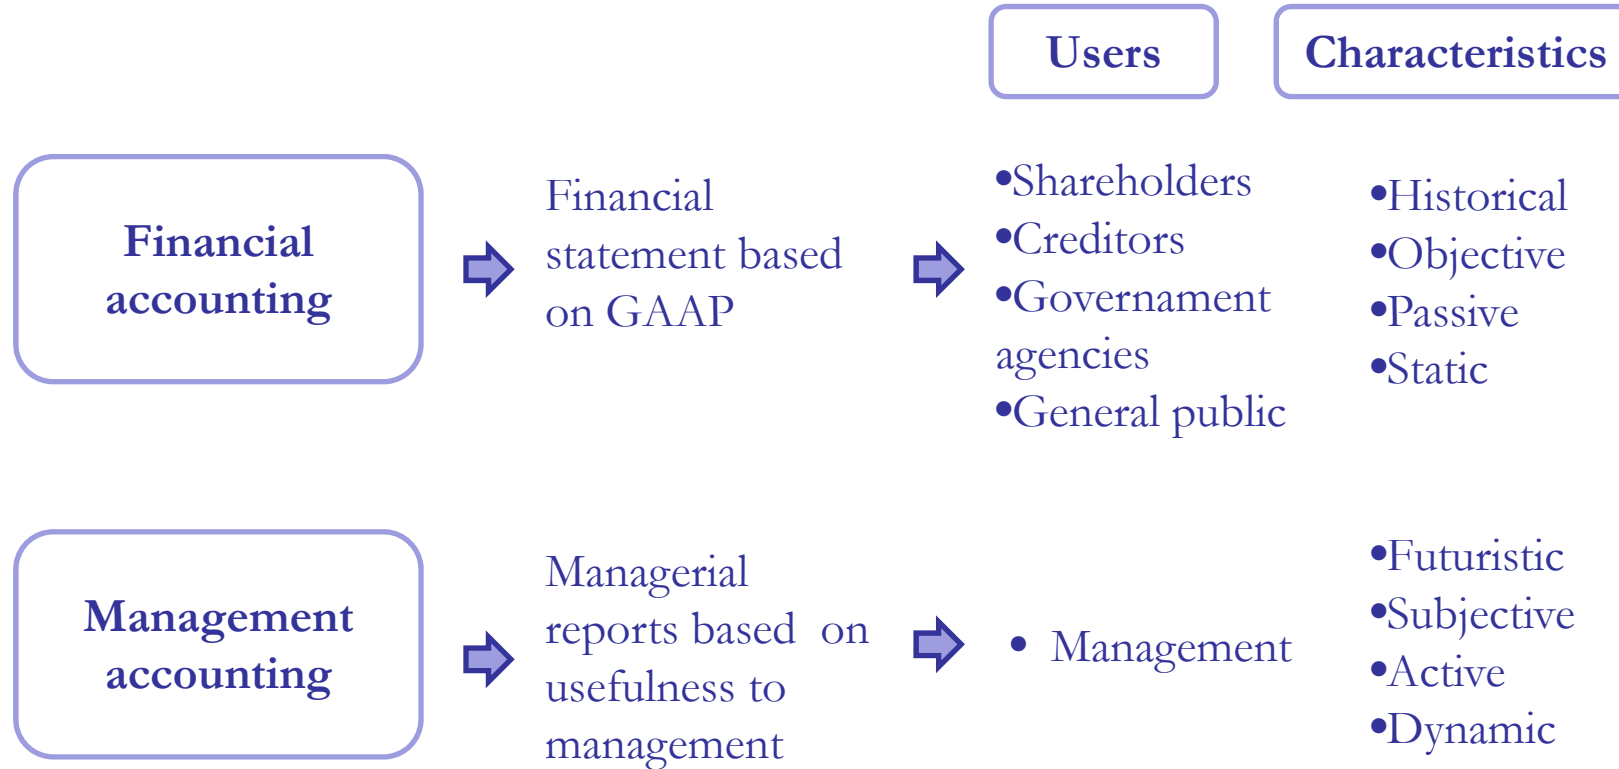 Users
Characteristics
Financial
accounting
Financial
statement based
on GAAP
•Shareholders
•Creditors
•Governament
agencies
•General public
•Historical
•Objective
•Passive
•Static
Management
accounting
Managerial
reports based on
usefulness to
management
• Management
•Futuristic
•Subjective
•Active
•Dynamic